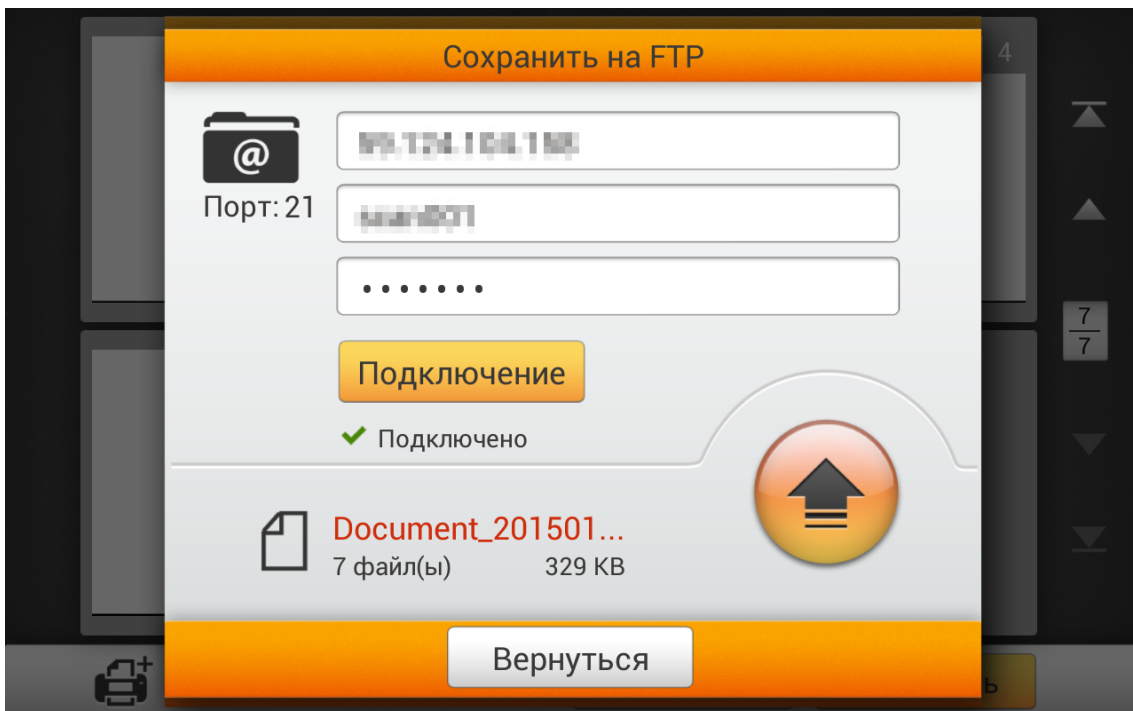 Сохранить на FTP
4
@
Порт: 21
Подключение
Подключено
7
7
Document_201501...
7 файл(ы) 329 KB
Вернуться
ь